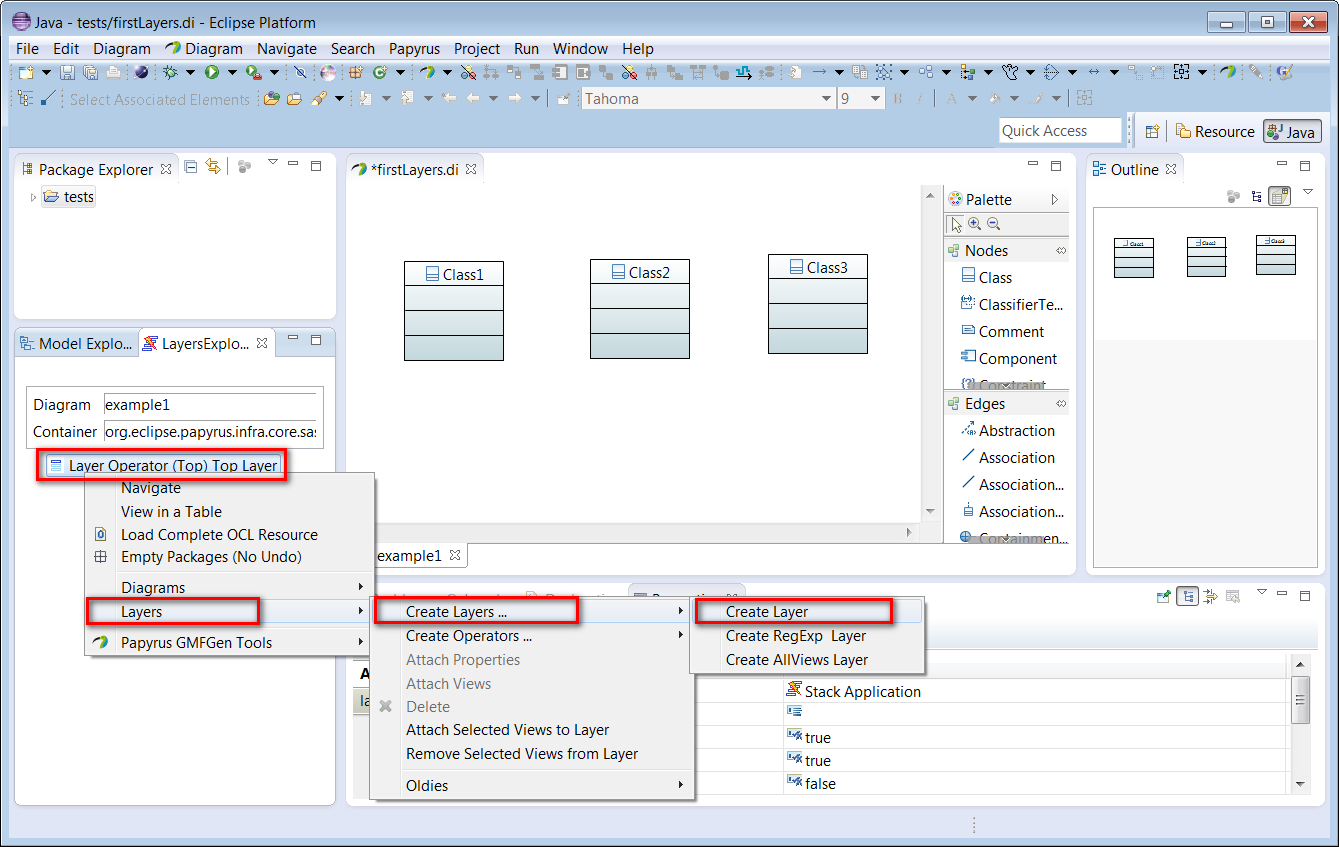 Java - tests/firstLayers.di - Eclipse Platform
File Edit Diagram Diagram Navigate Search Papyrus Project Run Window Help
Select Associated Elements Tahoma 9 B I A
Quick Access Resource Java
Package Explorer
tests
*firstLayers.di
Class1
Class2
Class3
Palette
Nodes
Class
ClassifierTe...
Comment
Component
Constraint
Edges
Abstraction
Association
Association...
Association...
Containmen...
Outline
Class1
Class2
Class3
Model Explo...
LayersExplo...
Diagram example1
Container org.eclipse.papyrus.infra.core.sas
Layer Operator (Top) Top Layer
Navigate
View in a Table
Load Complete OCL Resource
Empty Packages (No Undo)
Diagrams
Layers
Papyrus GMFGen Tools
example1
Create Layers ...
Create Operators ...
Attach Properties
Attach Views
Delete
Attach Selected Views to Layer
Remove Selected Views from Layer
Oldies
Create Layer
Create RegExp  Layer
Create AllViews Layer
Stack Application
true
true
false